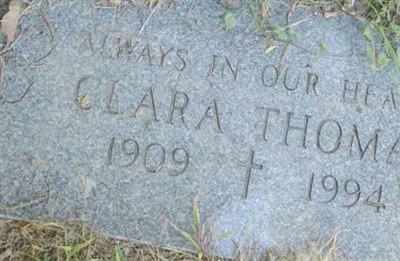 ALWAYS IN OUR HEA
CLARA THOMA
1909 1994